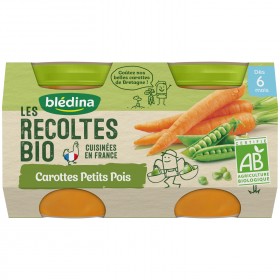 blédina
Goûtez nos
belles carottes
de Bretagne !
Dès
6
mois
LES
RECOLTES
BIO
CUISINÉES
EN FRANCE
Carottes Petits Pois
CERTIFIÉ
AB
AGRICULTURE
BIOLOGIQUE